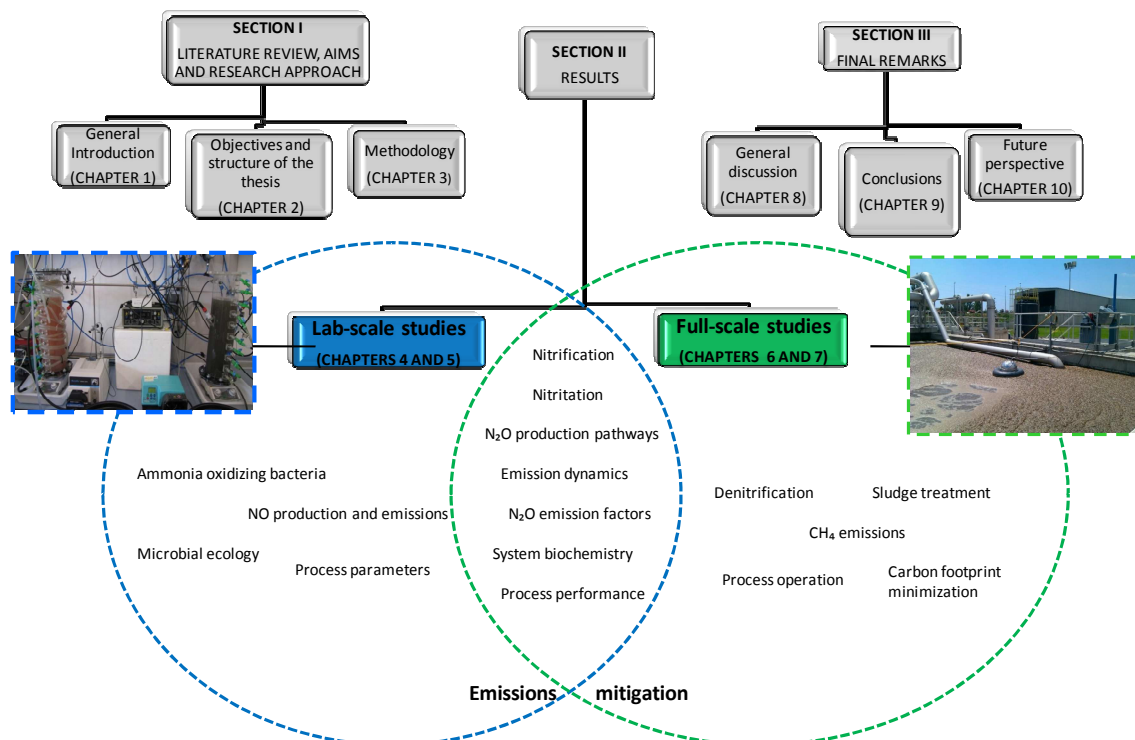 SECTION I
LITERATURE REVIEW, AIMS
AND RESEARCH APPROACH
General
Introduction
(CHAPTER 1)
Objectives and
structure of the
thesis
(CHAPTER 2)
Methodology
(CHAPTER 3)
SECTION II
RESULTS
SECTION III
FINAL REMARKS
General
discussion
(CHAPTER 8)
Conclusions
(CHAPTER 9)
Future
perspective
(CHAPTER 10)
Lab-scale studies
(CHAPTERS 4 AND 5)
Full-scale studies
(CHAPTERS 6 AND 7)
Ammonia oxidizing bacteria
NO production and emissions
Microbial ecology
Process parameters
Nitrification
Nitritation
N₂O production pathways
Emission dynamics
N₂O emission factors
System biochemistry
Process performance
Denitrification
Sludge treatment
CH₄ emissions
Process operation
Carbon footprint
minimization
Emissions mitigation